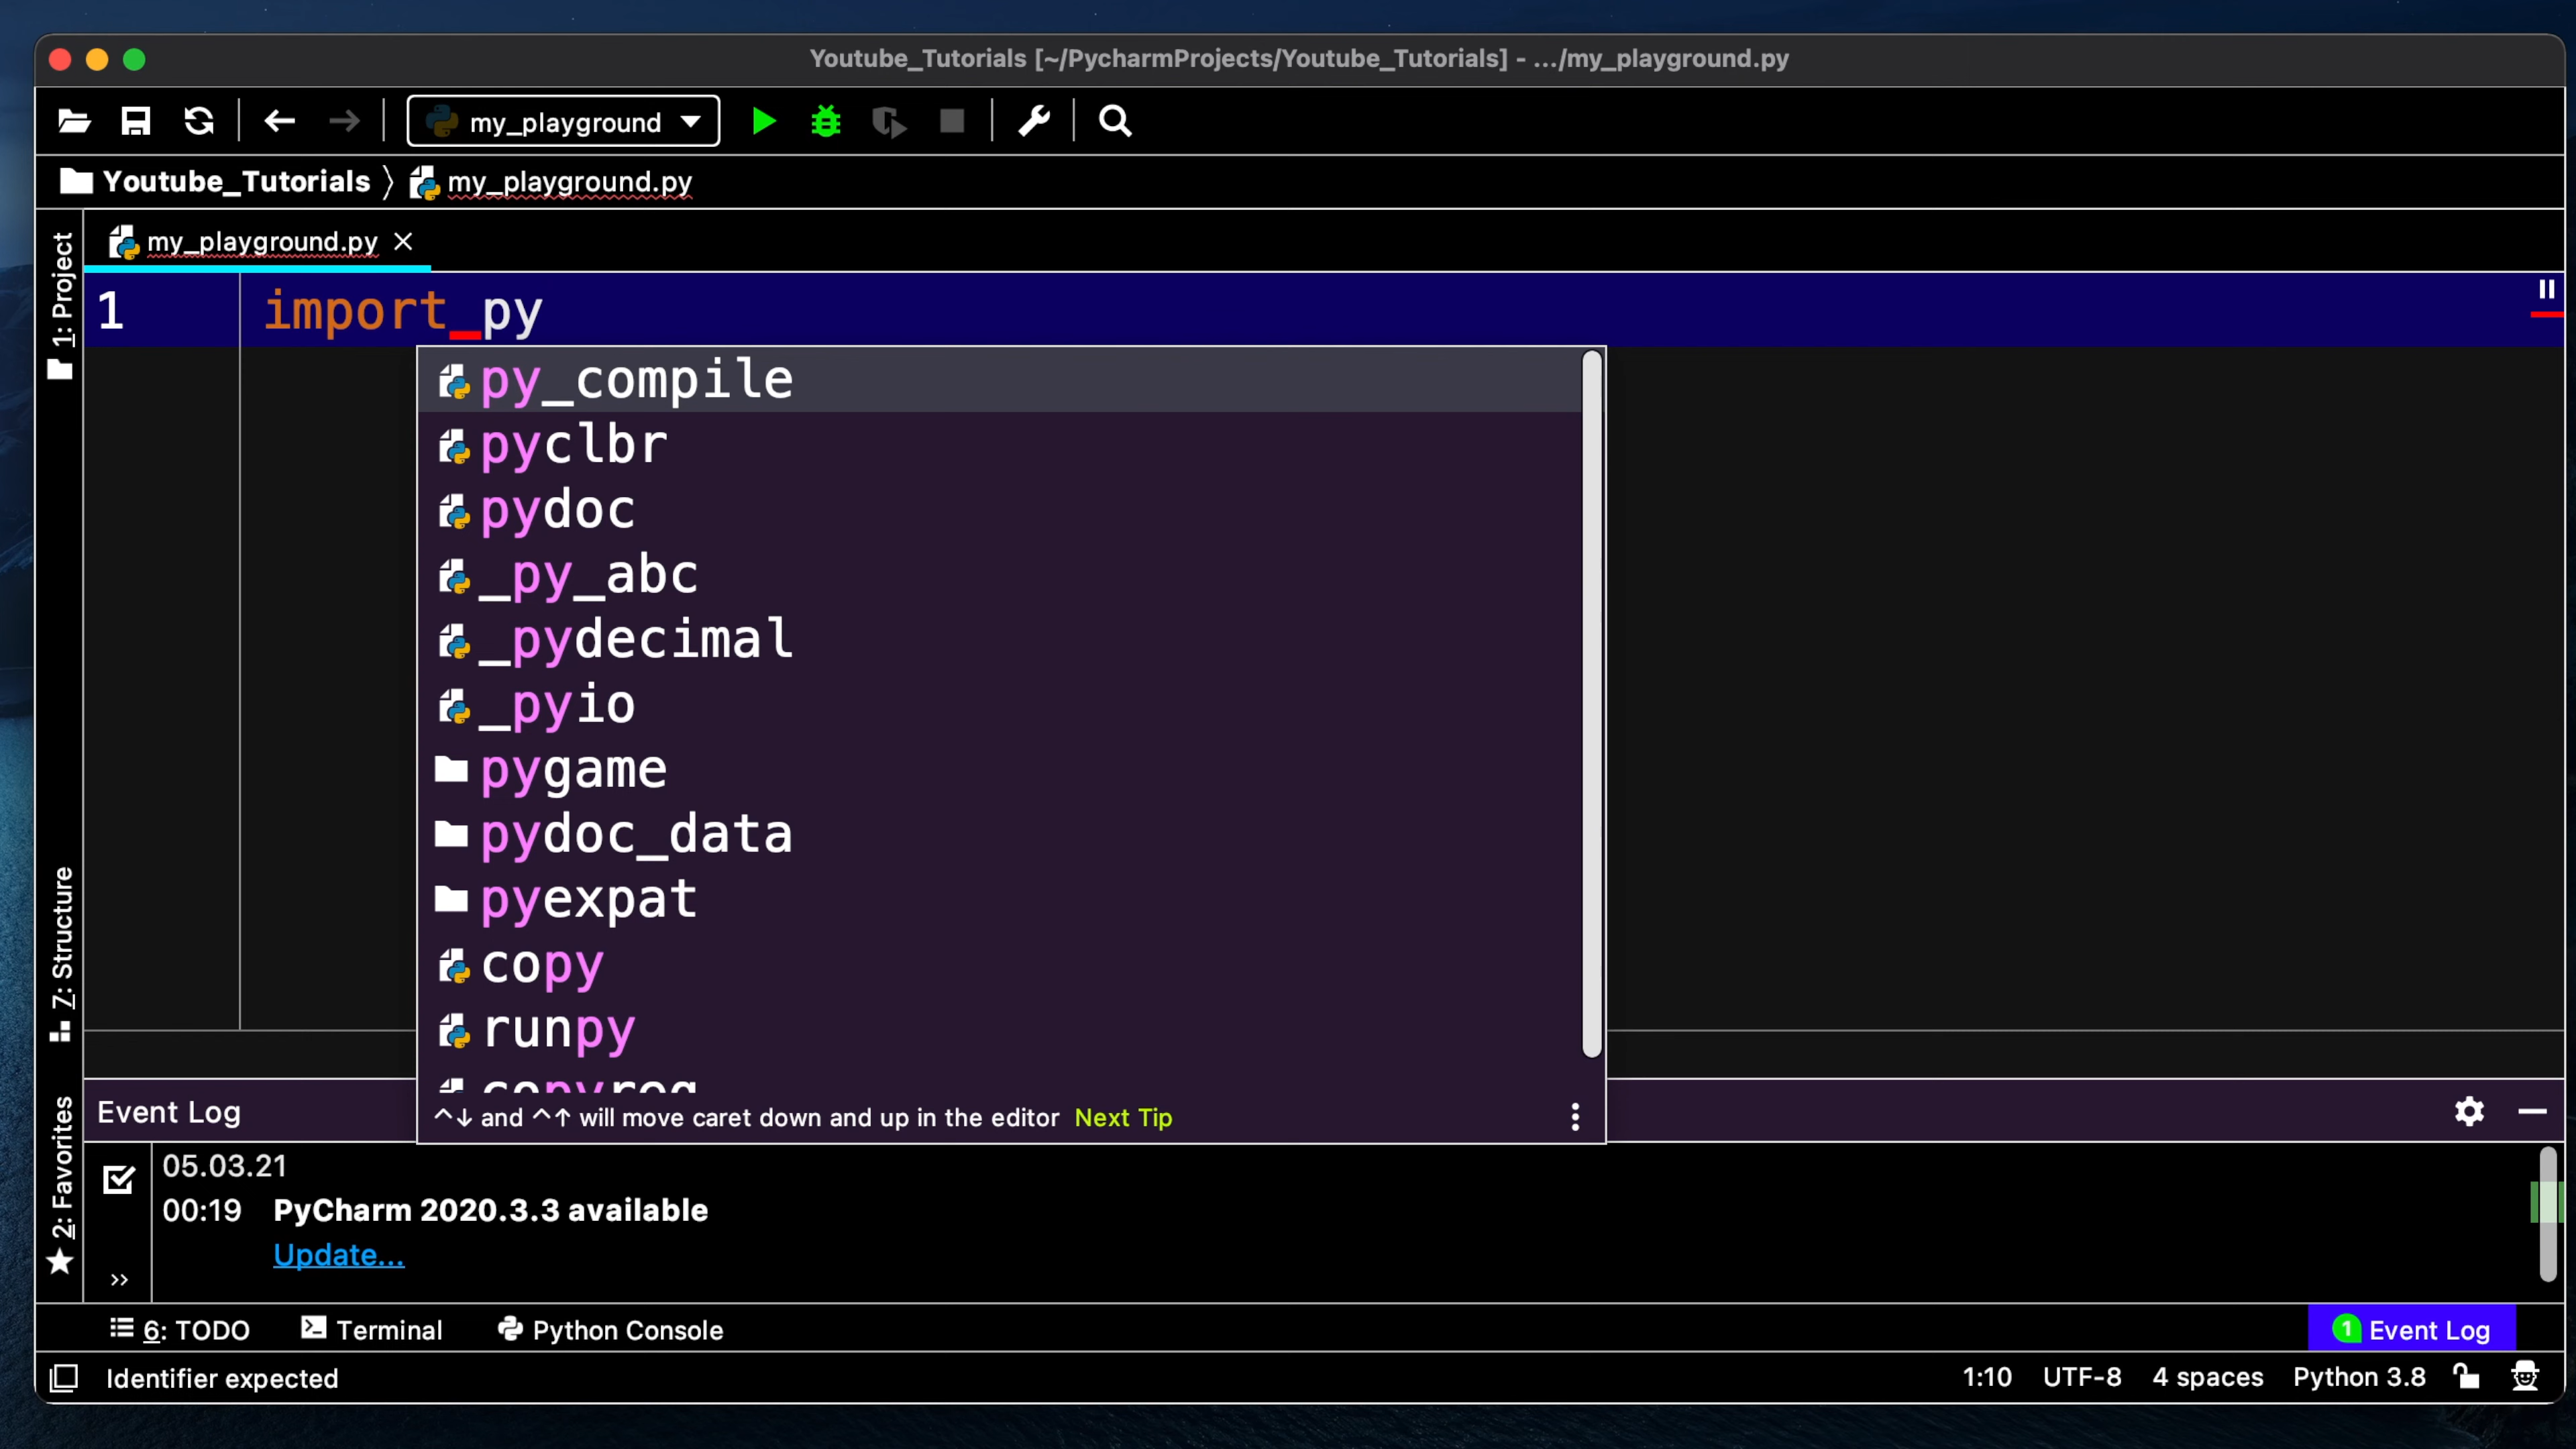 Youtube_Tutorials [~/PycharmProjects/Youtube_Tutorials] - .../my_playground.py
my_playground
Youtube_Tutorials 〉 my_playground.py
my_playground.py
1: Project
1 import py
py_compile
pyclbr
pydoc
_py_abc
_pydecimal
_pyio
pygame
pydoc_data
pyexpat
copy
runpy
copyreg
^↓ and ^↑ will move caret down and up in the editor Next Tip
7: Structure
2: Favorites
Event Log
05.03.21
00:19 PyCharm 2020.3.3 available
Update...
6: TODO Terminal Python Console 1 Event Log
Identifier expected 1:10 UTF-8 4 spaces Python 3.8